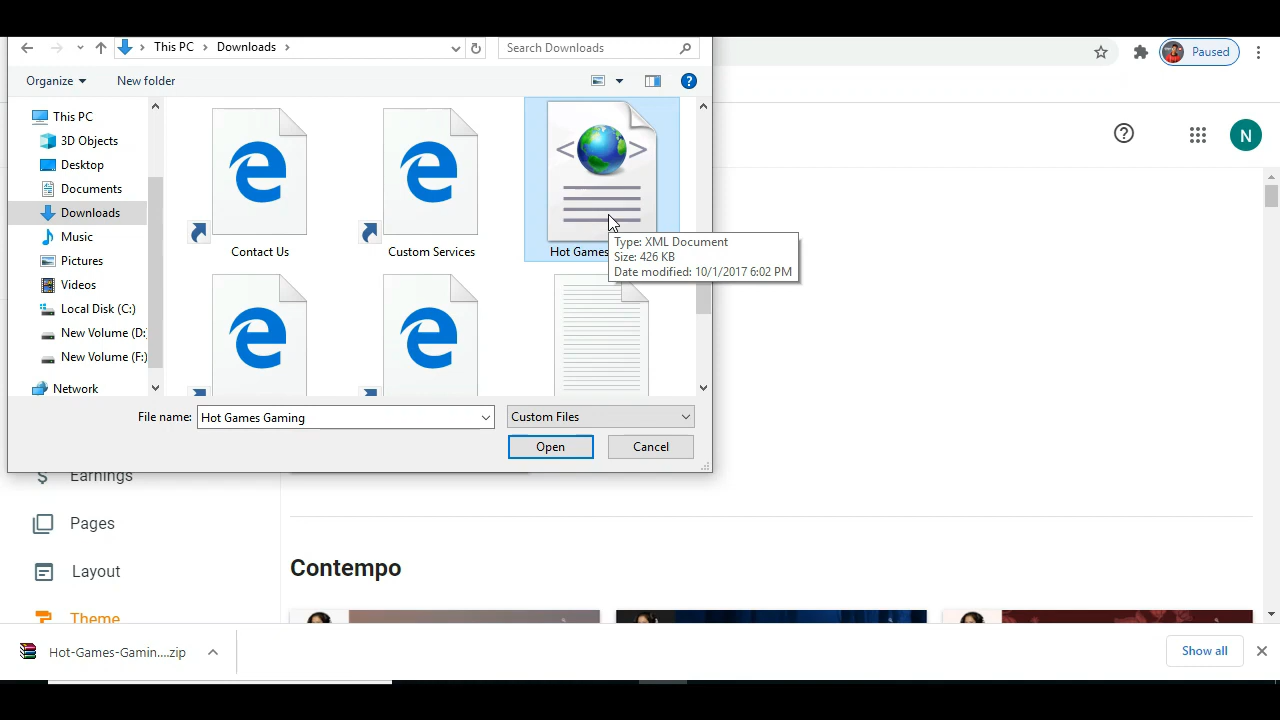 This PC > Downloads >
Search Downloads
Paused
Organize
New folder
This PC
3D Objects
Desktop
Documents
Downloads
Music
Pictures
Videos
Local Disk (C:)
New Volume (D:
New Volume (F:)
Network
Contact Us
Custom Services
Hot Games
Type: XML Document
Size: 426 KB
Date modified: 10/1/2017 6:02 PM
File name:
Hot Games Gaming
Custom Files
Open
Cancel
N
Earnings
Pages
Layout
Theme
Contempo
Hot-Games-Gamin....zip
Show all